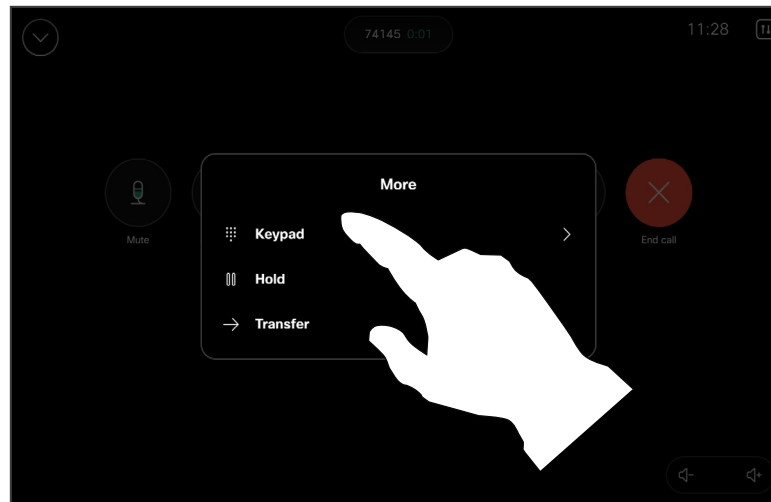 74145 0:01
11:28
More
Keypad
Hold
Transfer
Mute
End call